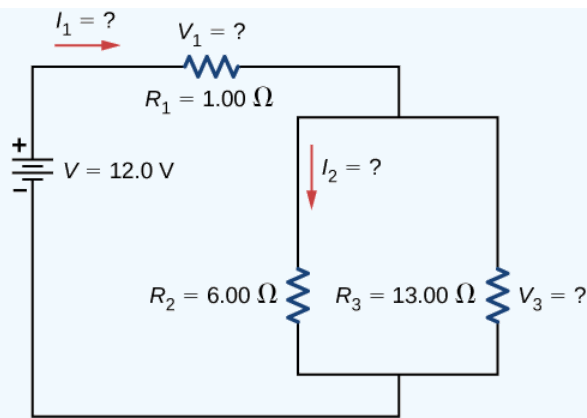 I₁ = ?
V₁ = ?
R₁ = 1.00 Ω
+
V = 12.0 V
−
I₂ = ?
R₂ = 6.00 Ω
R₃ = 13.00 Ω
V₃ = ?